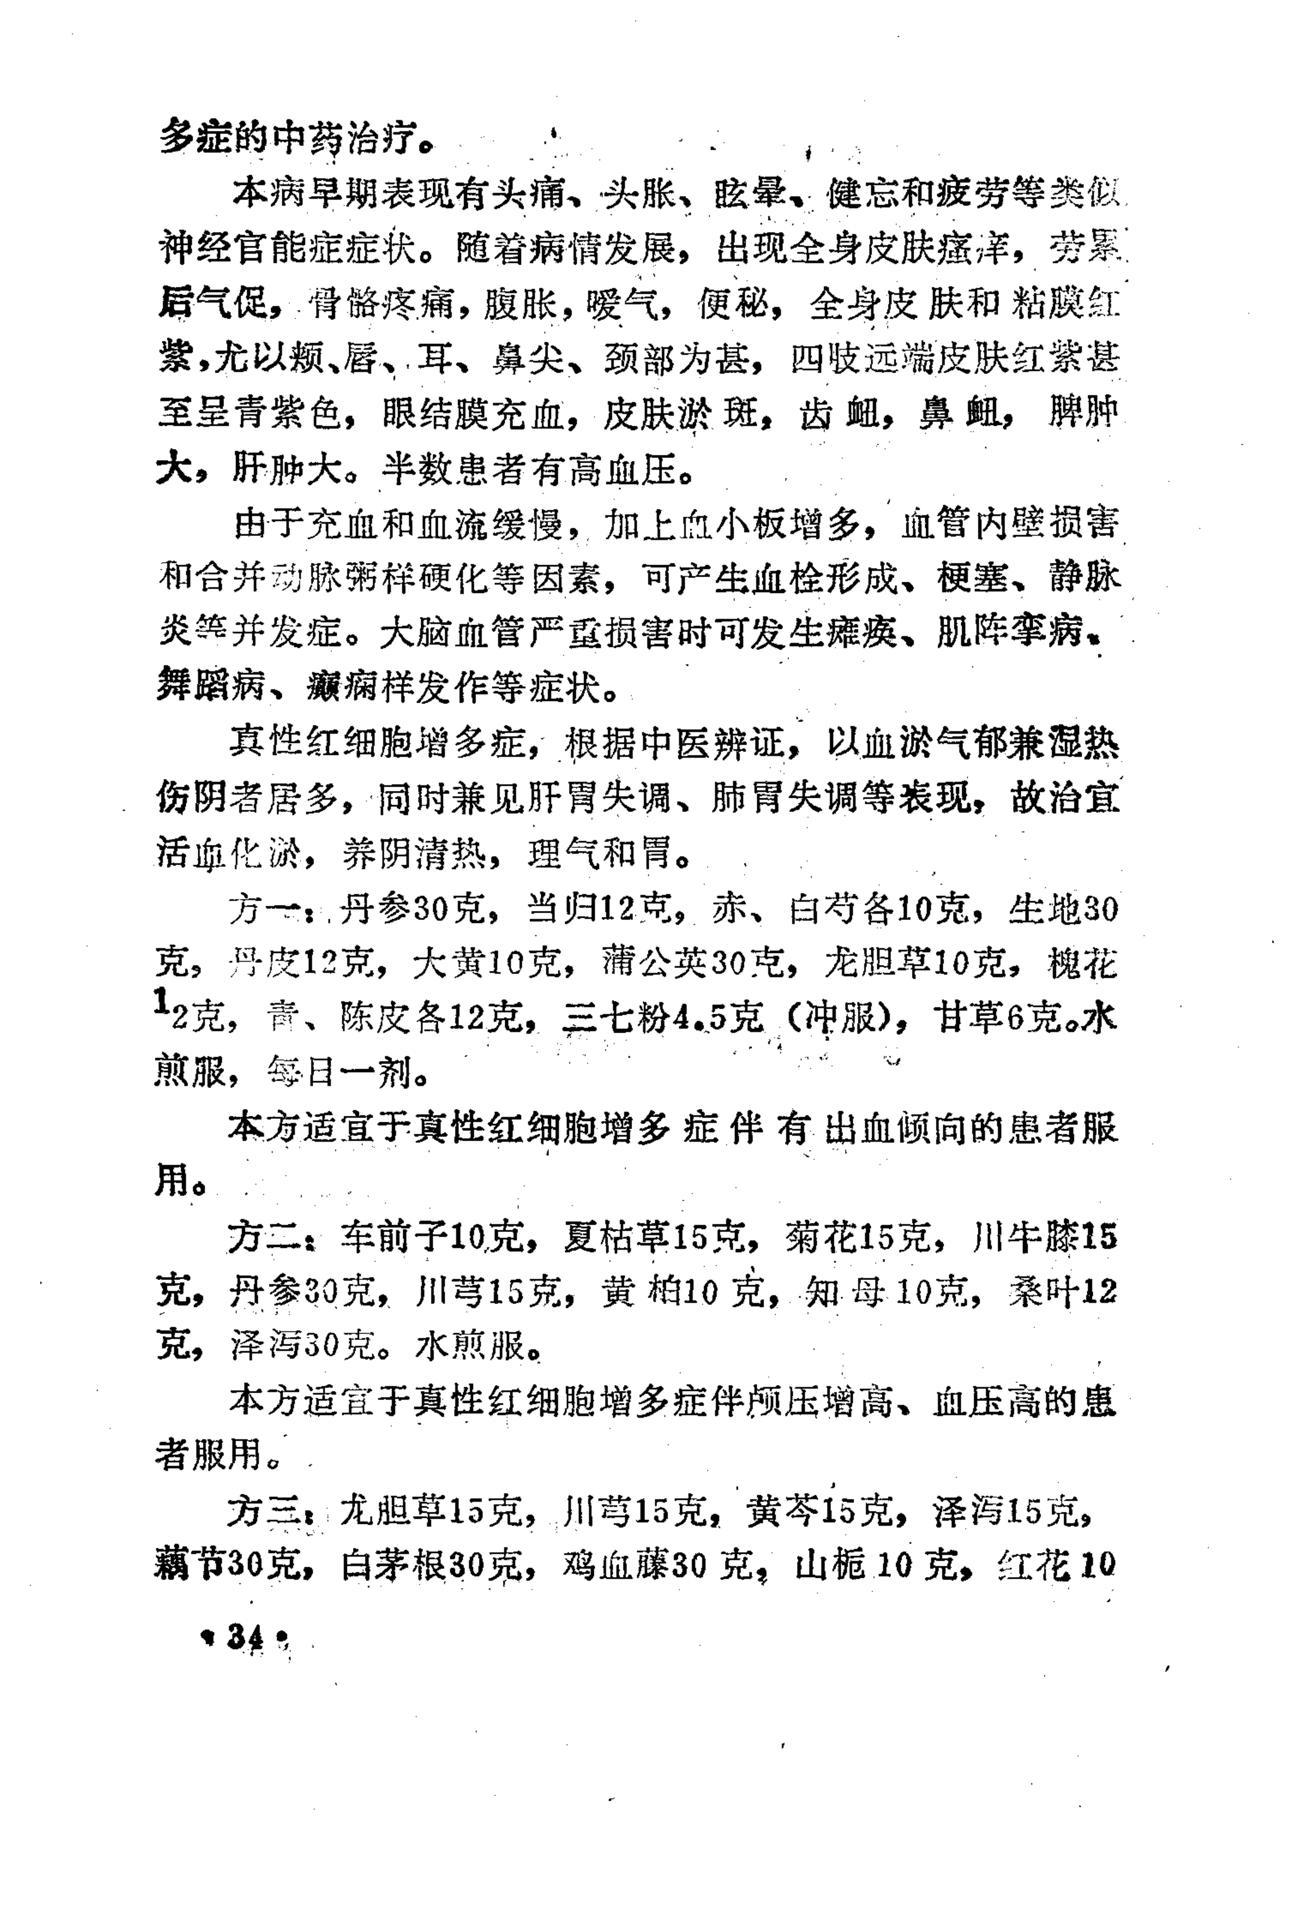 多症的中药治疗。
本病早期表现有头痛、头胀、眩晕、健忘和疲劳等类似
神经官能症症状。随着病情发展，出现全身皮肤瘙痒，劳累
后气促，骨骼疼痛，腹胀，嗳气，便秘，全身皮肤和粘膜红
紫，尤以颊、唇、耳、鼻尖、颈部为甚，四肢远端皮肤红紫甚
至呈青紫色，眼结膜充血，皮肤淤斑，齿衄，鼻衄，脾肿
大，肝肿大。半数患者有高血压。
由于充血和血流缓慢，加上血小板增多，血管内壁损害
和合并动脉粥样硬化等因素，可产生血栓形成、梗塞、静脉
炎等并发症。大脑血管严重损害时可发生瘫痪、肌阵挛病、
舞蹈病、癫痫样发作等症状。
真性红细胞增多症，根据中医辨证，以血淤气郁兼湿热
伤阴者居多，同时兼见肝胃失调、肺胃失调等表现，故治宜
活血化淤，养阴清热，理气和胃。
方一：丹参30克，当归12克，赤、白芍各10克，生地30
克，丹皮12克，大黄10克，蒲公英30克，龙胆草10克，槐花
12克，青、陈皮各12克，三七粉4.5克（冲服），甘草6克。水
煎服，每日一剂。
本方适宜于真性红细胞增多症伴有出血倾向的患者服
用。
方二：车前子10克，夏枯草15克，菊花15克，川牛膝15
克，丹参30克，川芎15克，黄柏10克，知母10克，桑叶12
克，泽泻30克。水煎服。
本方适宜于真性红细胞增多症伴颅压增高、血压高的患
者服用。
方三：龙胆草15克，川芎15克，黄芩15克，泽泻15克，
藕节30克，白茅根30克，鸡血藤30克，山栀10克，红花10
•34•